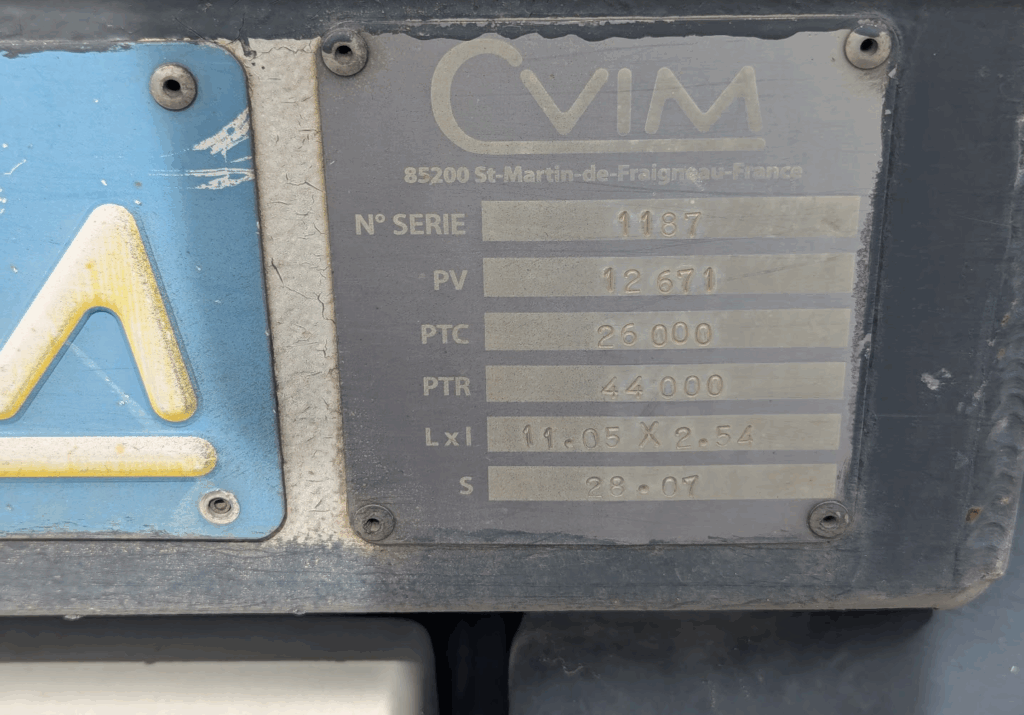 CVIM
85200 St-Martin-de-Fraigneau-France
N° SERIE 1187
PV 12 671
PTC 26 000
PTR 44 000
L x l 11.05 X 2.54
S 28.07